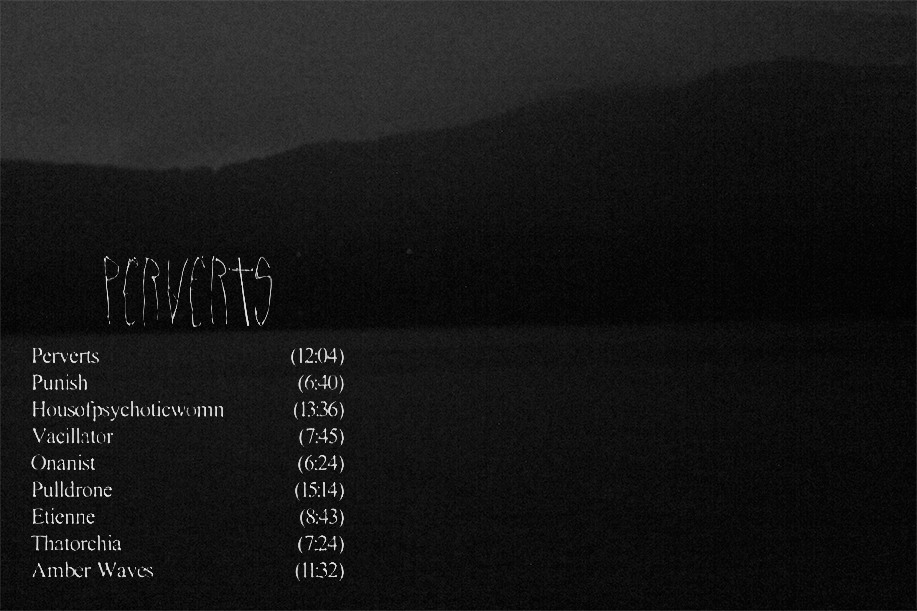 PERVERTS
Perverts (12:04)
Punish (6:40)
Housofpsychoticwomn (13:36)
Vacillator (7:45)
Onanist (6:24)
Pulldrone (15:14)
Etienne (8:43)
Thatorchia (7:24)
Amber Waves (11:32)